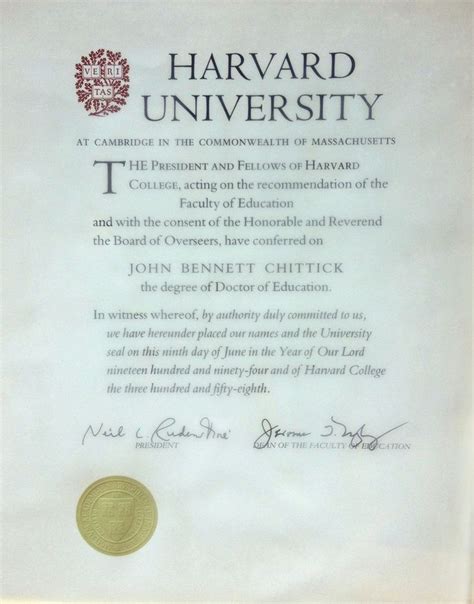 VERI
TAS
HARVARD
UNIVERSITY
AT CAMBRIDGE IN THE COMMONWEALTH OF MASSACHUSETTS
THE PRESIDENT AND FELLOWS OF HARVARD
COLLEGE, acting on the recommendation of the
Faculty of Education
and with the consent of the Honorable and Reverend
the Board of Overseers, have conferred on
JOHN BENNETT CHITTICK
the degree of Doctor of Education.
In witness whereof, by authority duly committed to us,
we have hereunder placed our names and the University
seal on this ninth day of June in the Year of Our Lord
nineteen hundred and ninety-four and of Harvard College
the three hundred and fifty-eighth.
Neil L.
PRESIDENT
DEAN OF THE FACULTY OF EDUCATION